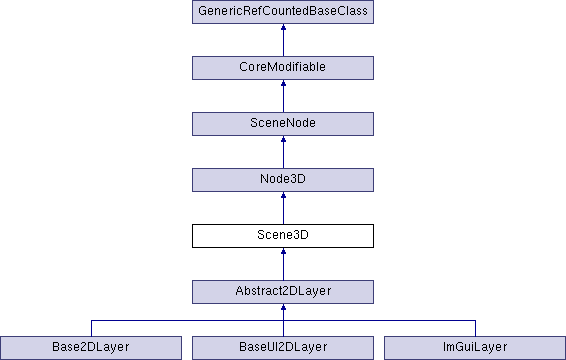 GenericRefCountedBaseClass
CoreModifiable
SceneNode
Node3D
Scene3D
Abstract2DLayer
Base2DLayer
BaseUI2DLayer
ImGuiLayer